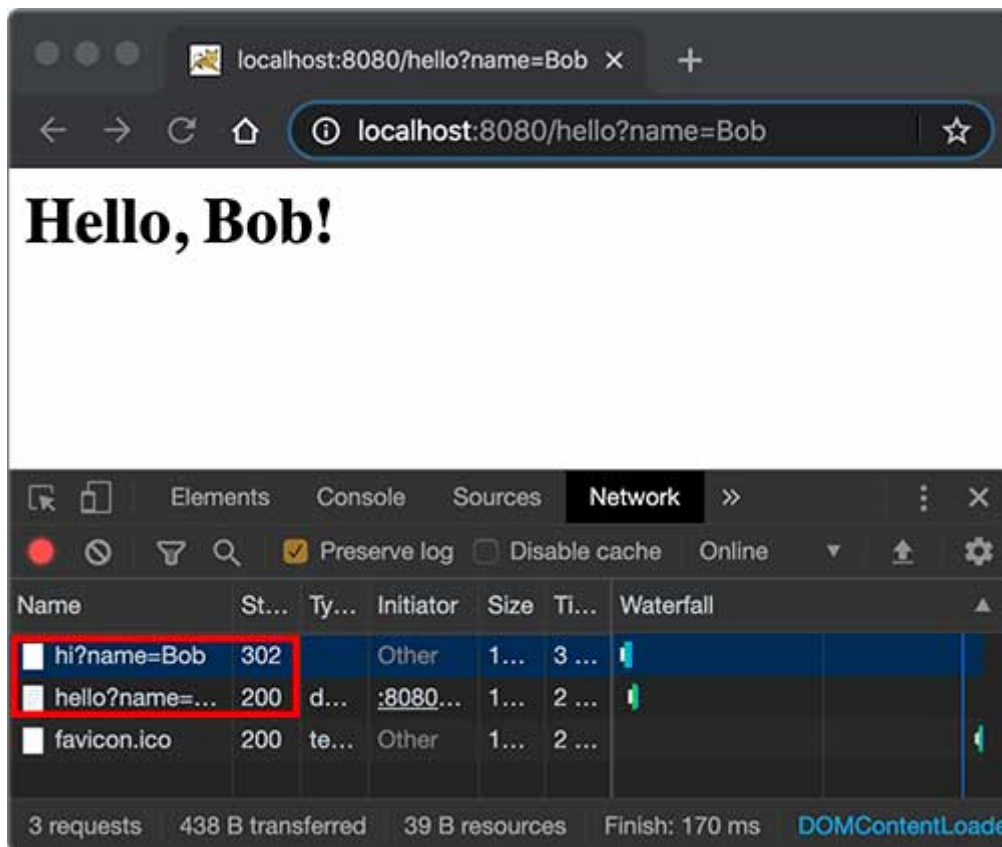 localhost:8080/hello?name=Bob
localhost:8080/hello?name=Bob
Hello, Bob!
Elements Console Sources Network »
Preserve log Disable cache Online
Name St... Ty... Initiator Size Ti... Waterfall
hi?name=Bob 302 Other 1... 3 ...
hello?name=... 200 d... :8080... 1... 2 ...
favicon.ico 200 te... Other 1... 2 ...
3 requests 438 B transferred 39 B resources Finish: 170 ms DOMContentLoade